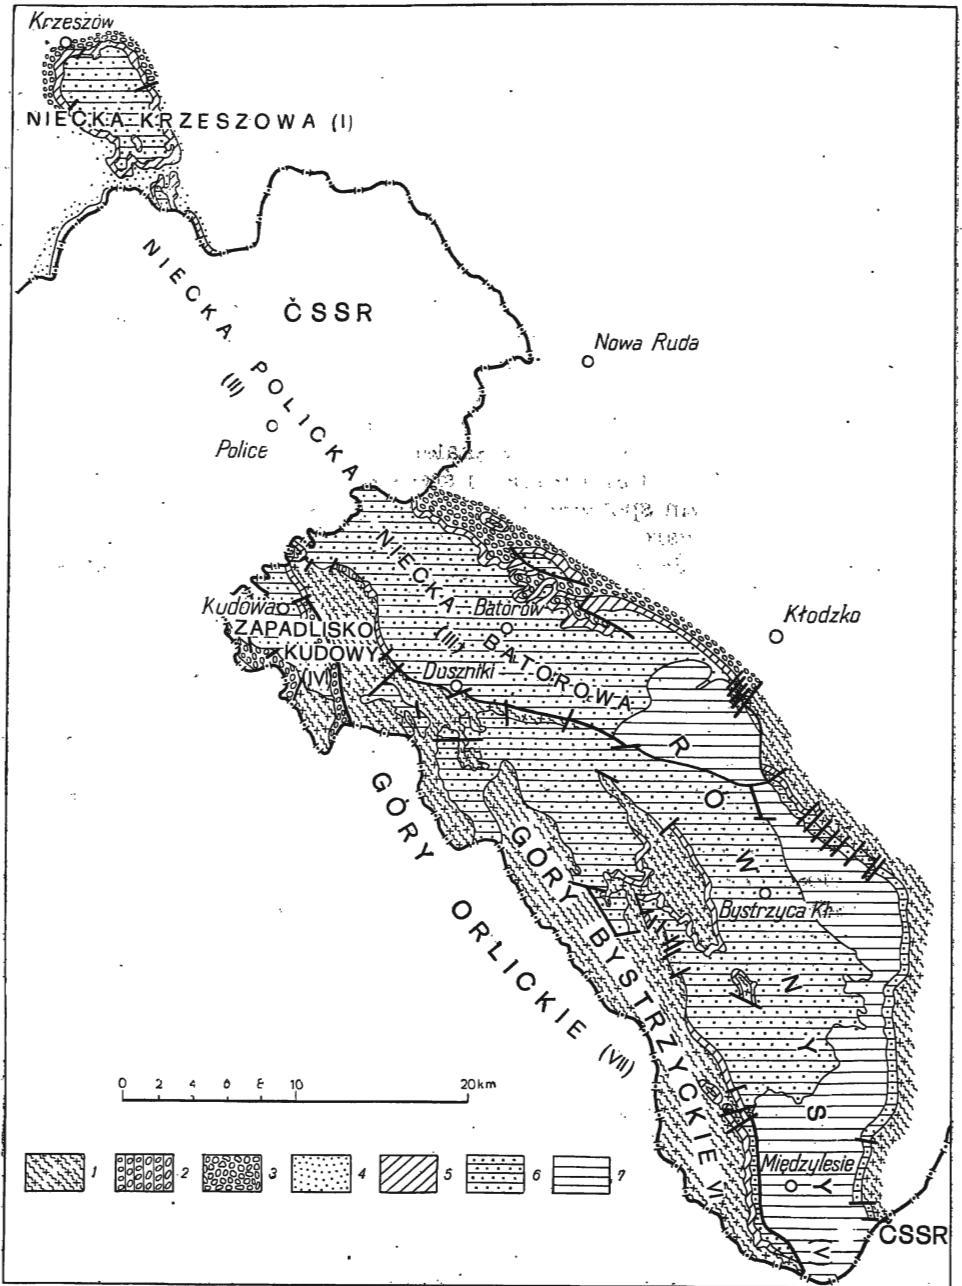 Krzeszów
NIECKA KRZESZOWA (I)
NIECKA POLICKA
(II)
ČSSR
Nowa Ruda
Police
NIECKA BATOROWA
(III)
Batorów
Kłodzko
Kudowa
ZAPADLISKO
KUDOWY
(IV)
Duszniki
RÓW NYSY
V
GÓRY ORLICKIE (VII)
GÓRY BYSTRZYCKIE VI
Bystrzyca Kł.
Międzylesie
ČSSR
0 2 4 6 8 10 20 km
1 2 3 4 5 6 7